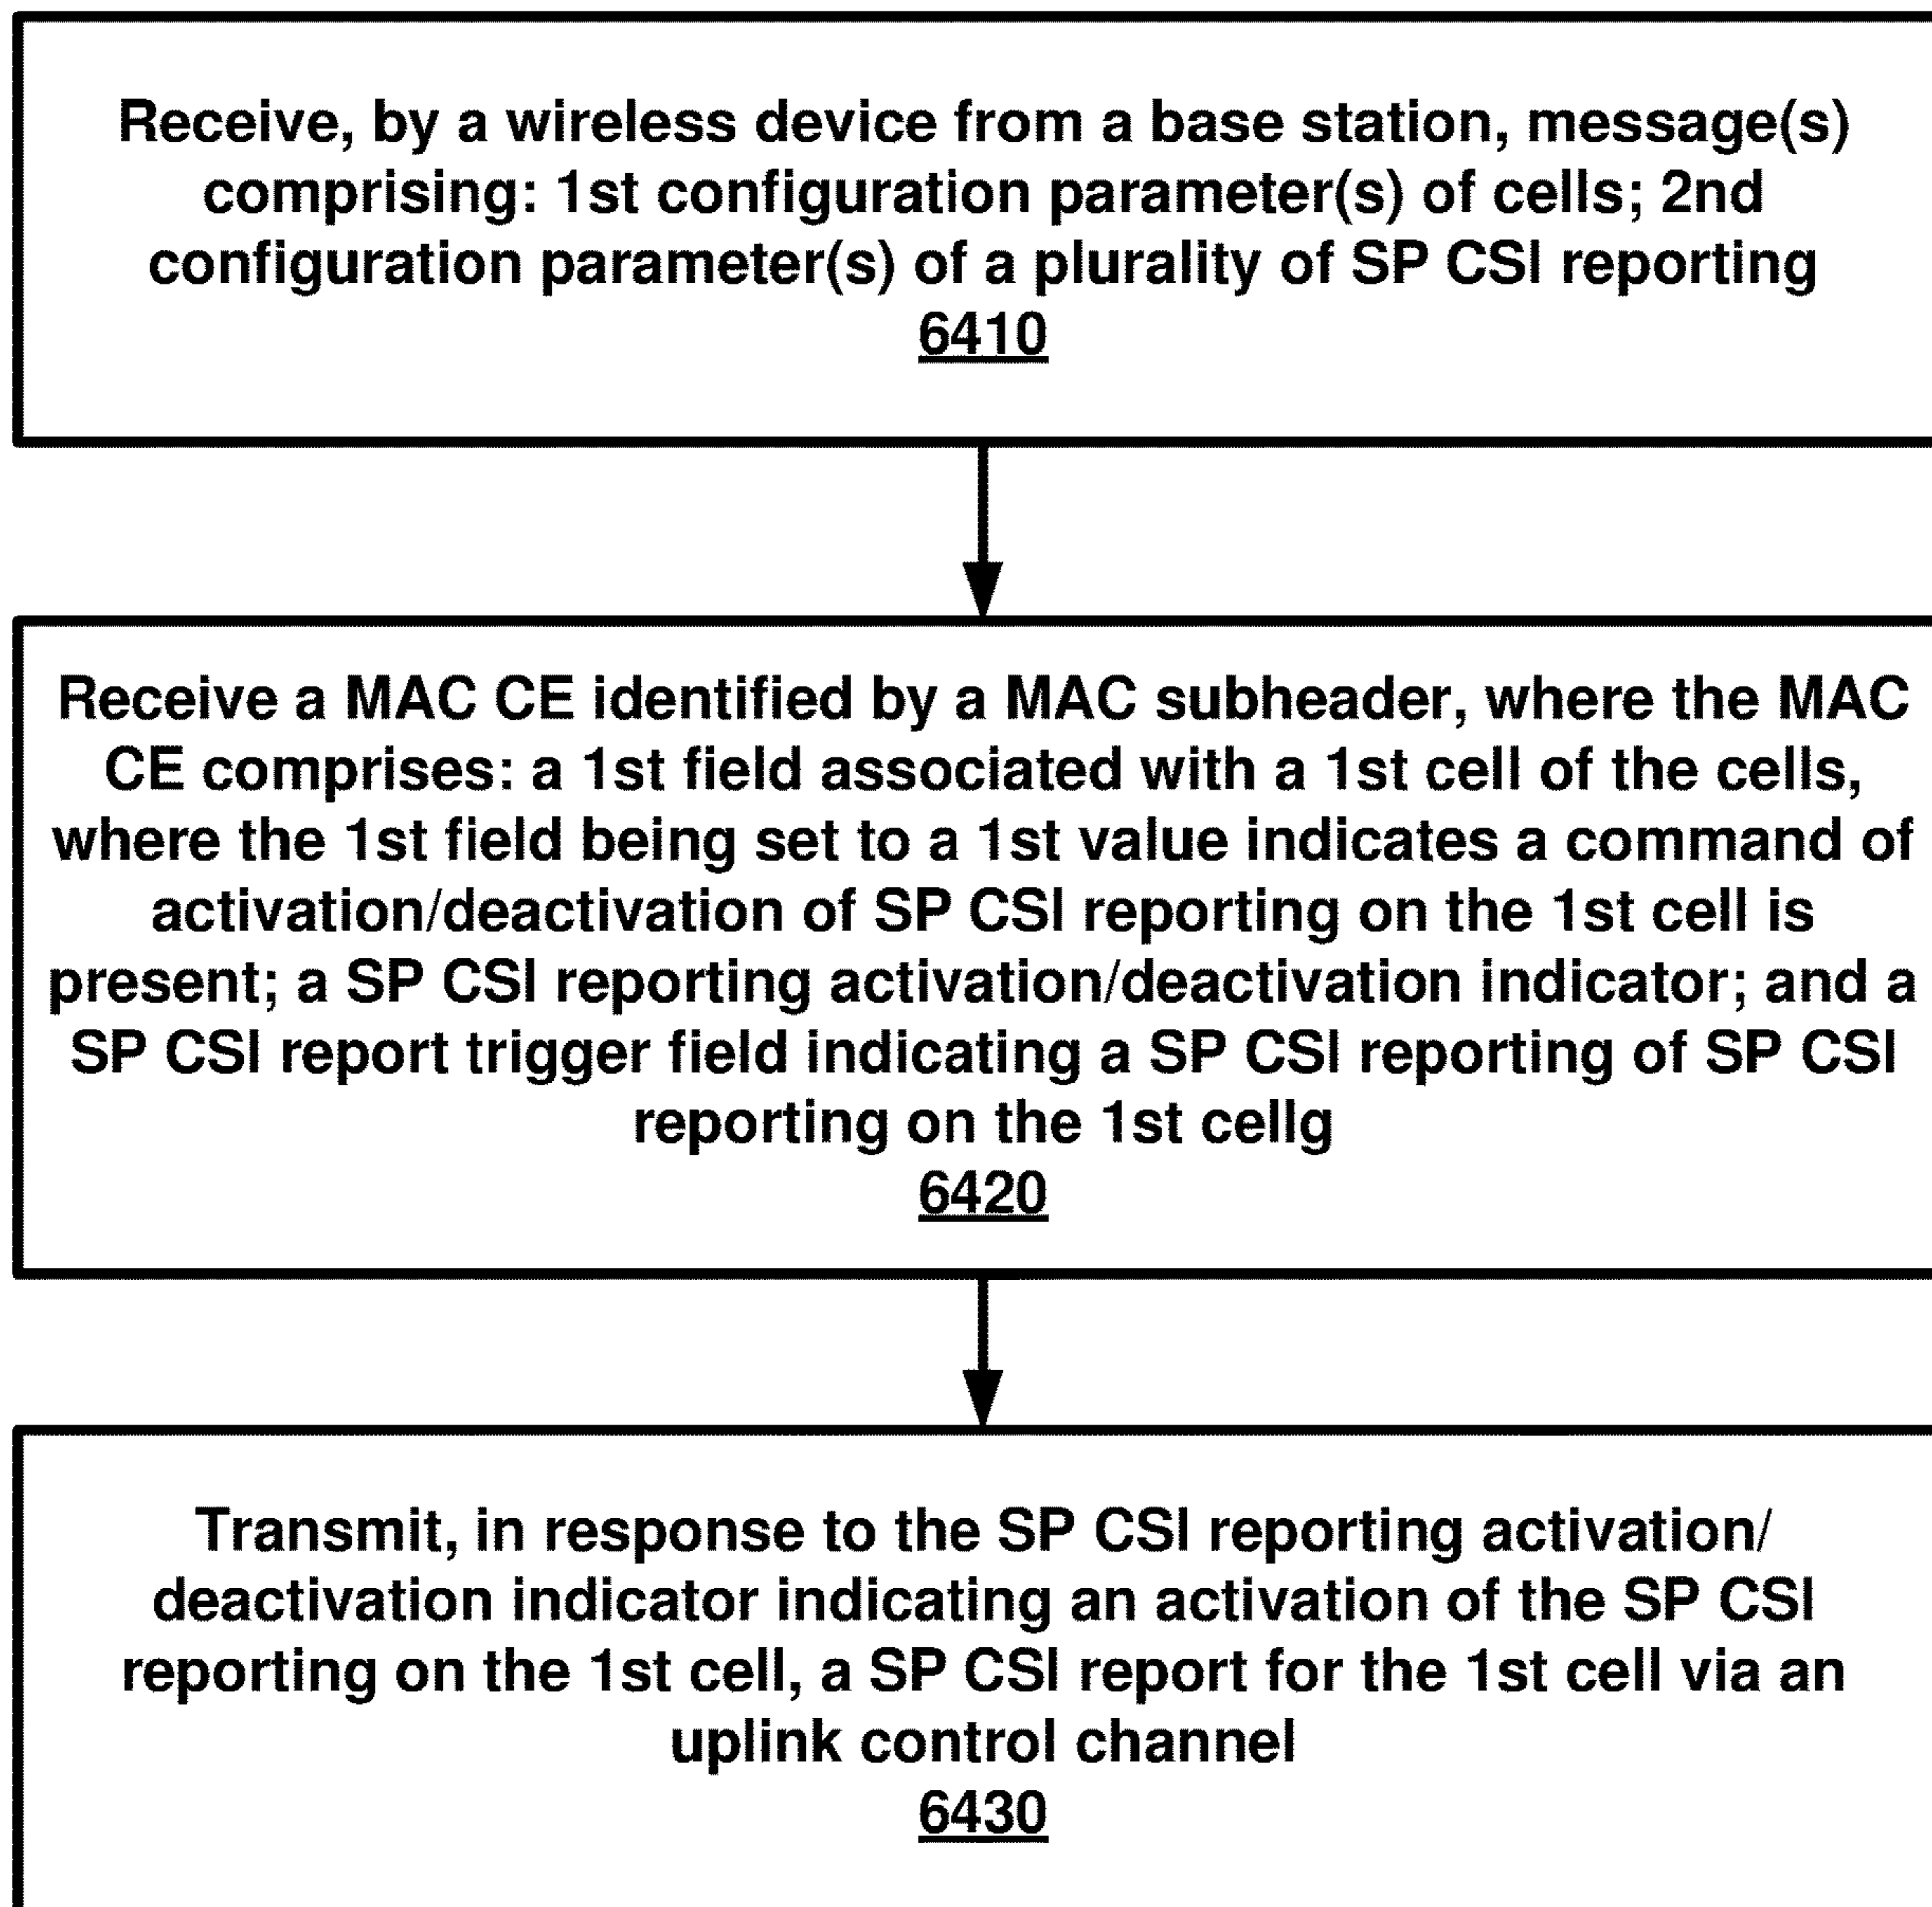 Receive, by a wireless device from a base station, message(s)
comprising: 1st configuration parameter(s) of cells; 2nd
configuration parameter(s) of a plurality of SP CSI reporting
6410
Receive a MAC CE identified by a MAC subheader, where the MAC
CE comprises: a 1st field associated with a 1st cell of the cells,
where the 1st field being set to a 1st value indicates a command of
activation/deactivation of SP CSI reporting on the 1st cell is
present; a SP CSI reporting activation/deactivation indicator; and a
SP CSI report trigger field indicating a SP CSI reporting of SP CSI
reporting on the 1st cellg
6420
Transmit, in response to the SP CSI reporting activation/
deactivation indicator indicating an activation of the SP CSI
reporting on the 1st cell, a SP CSI report for the 1st cell via an
uplink control channel
6430